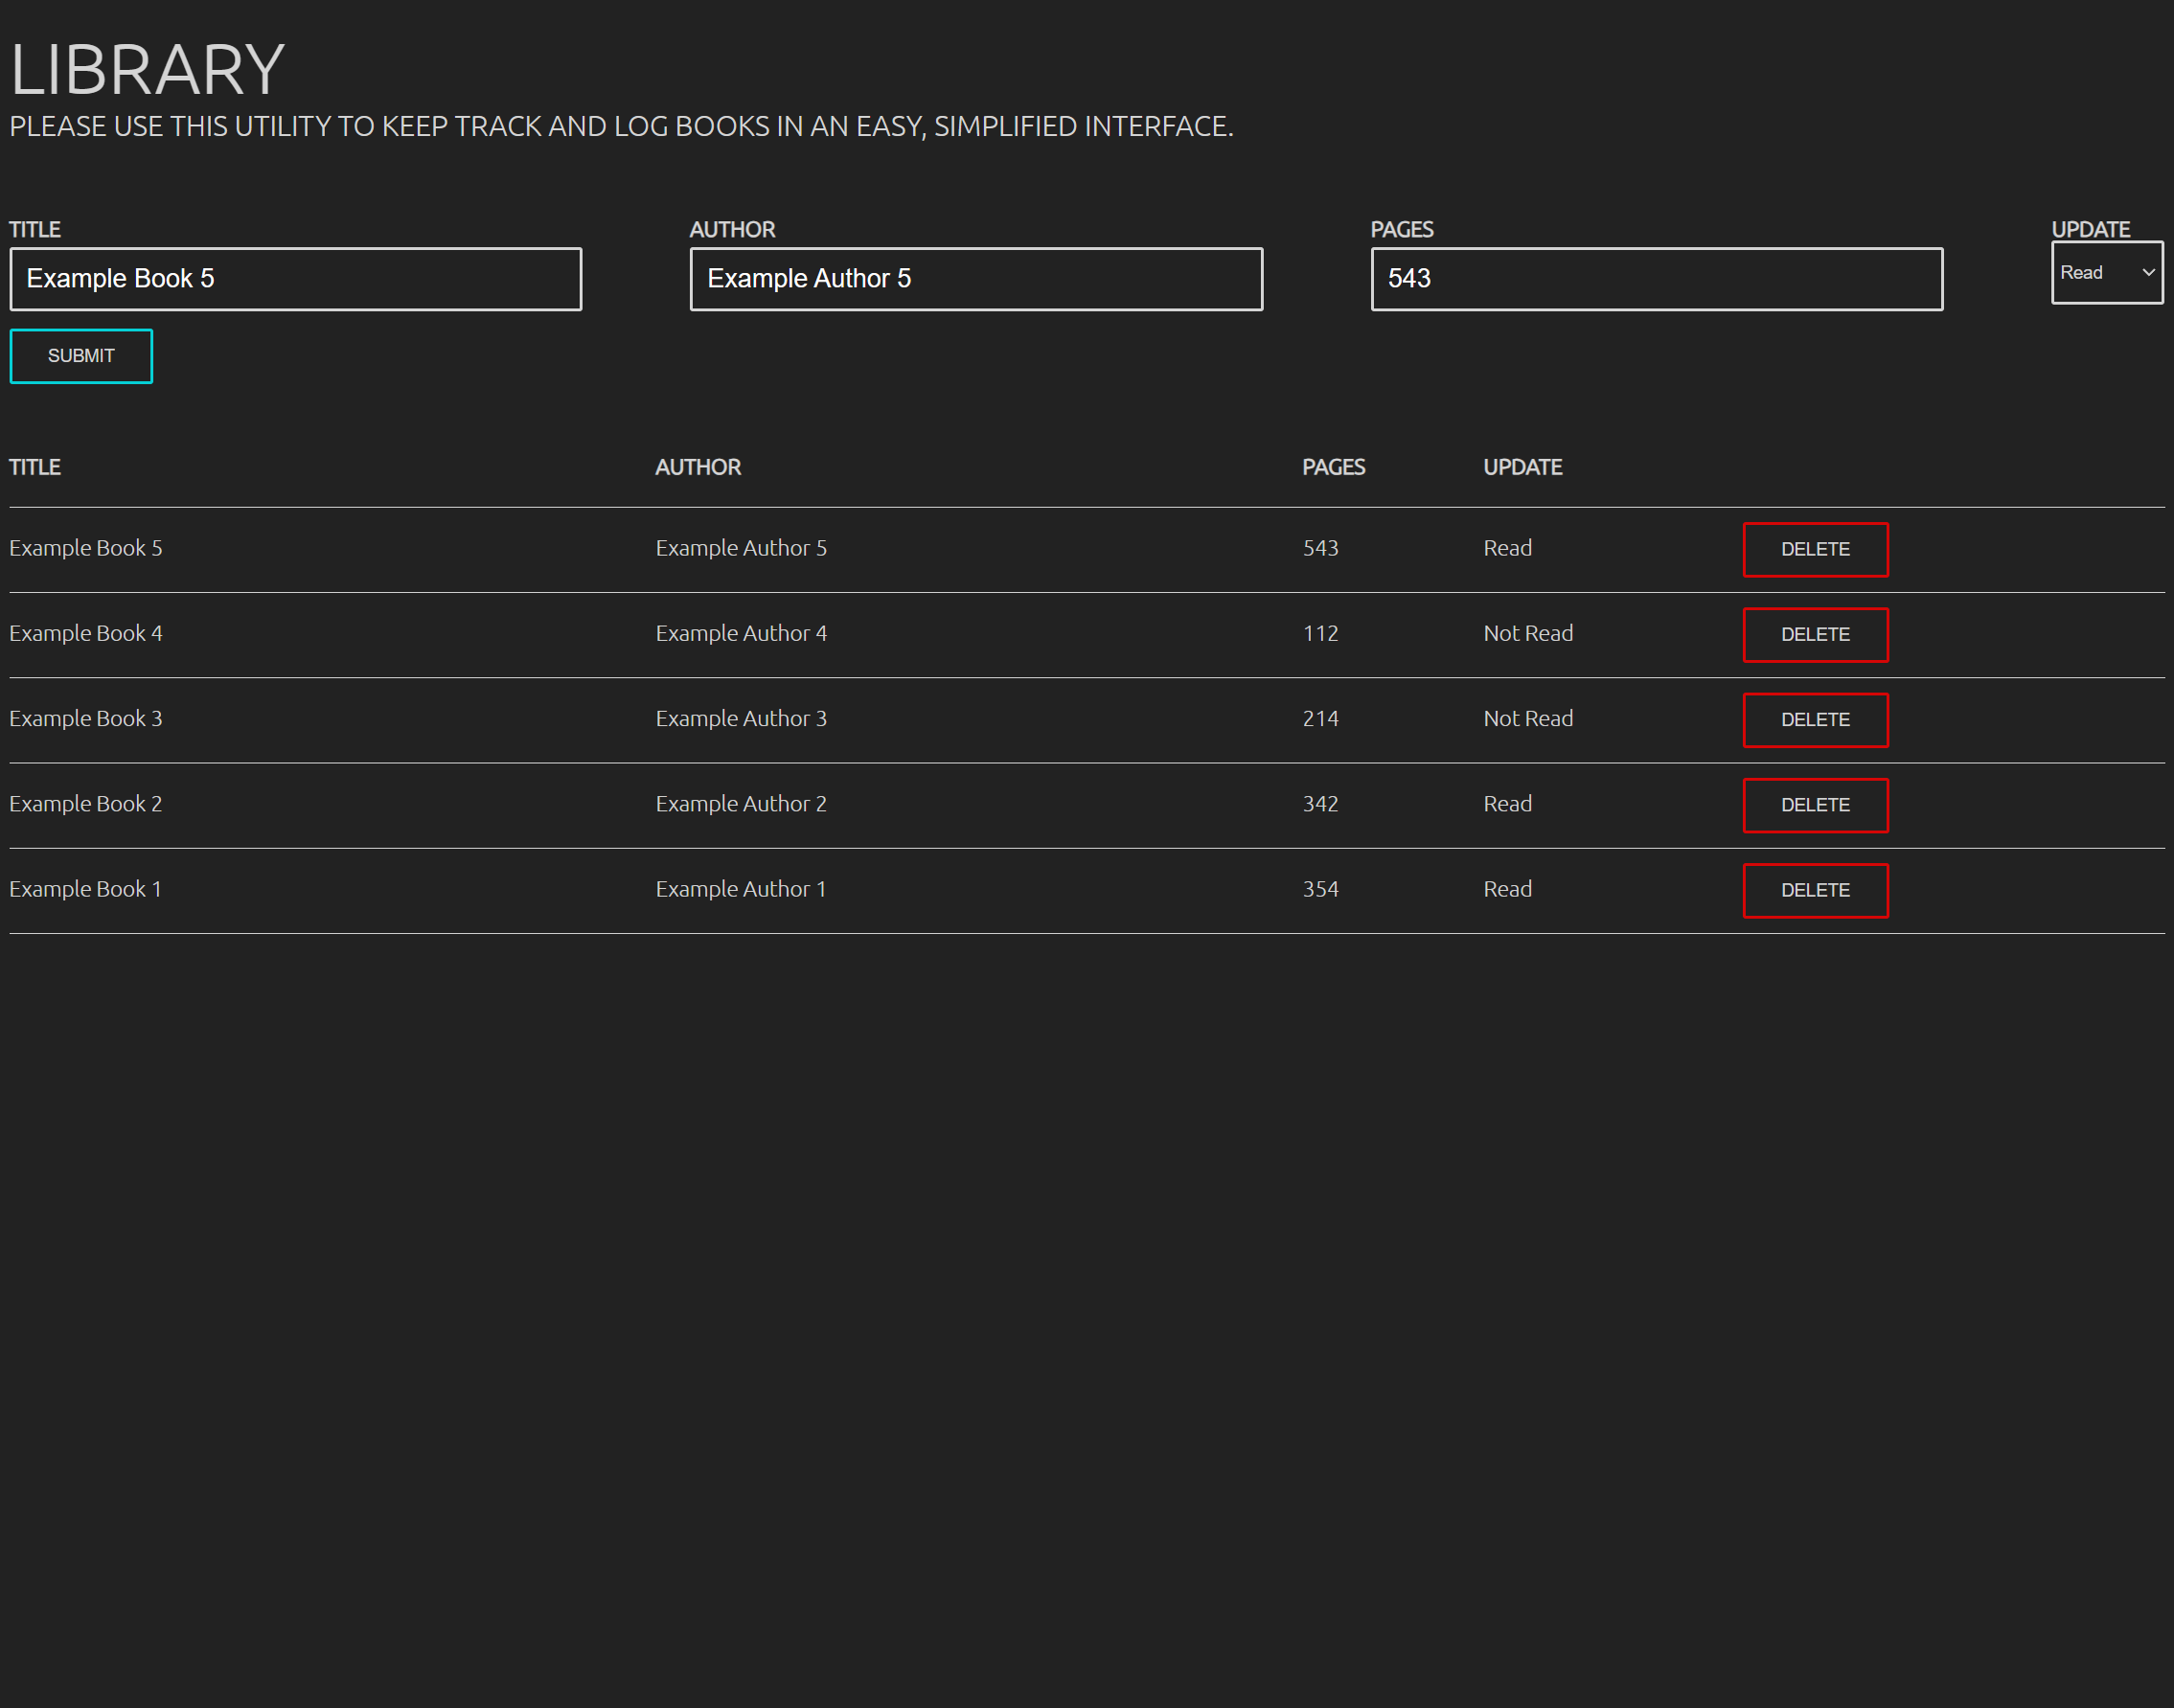 LIBRARY
PLEASE USE THIS UTILITY TO KEEP TRACK AND LOG BOOKS IN AN EASY, SIMPLIFIED INTERFACE.
TITLE AUTHOR PAGES UPDATE
Example Book 5 Example Author 5 543 Read
SUBMIT
TITLE AUTHOR PAGES UPDATE
Example Book 5 Example Author 5 543 Read DELETE
Example Book 4 Example Author 4 112 Not Read DELETE
Example Book 3 Example Author 3 214 Not Read DELETE
Example Book 2 Example Author 2 342 Read DELETE
Example Book 1 Example Author 1 354 Read DELETE